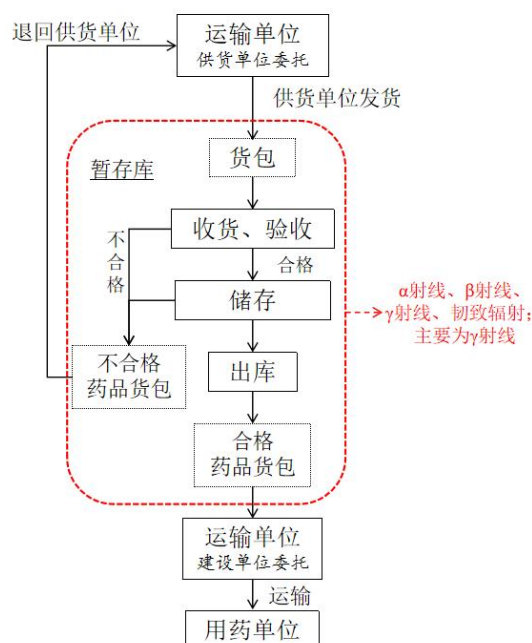 退回供货单位
运输单位
供货单位委托
供货单位发货
货包
暂存库
收货、验收
不合格
合格
储存
α射线、β射线、
γ射线、韧致辐射;
主要为γ射线
不合格
药品货包
出库
合格
药品货包
运输单位
建设单位委托
运输
用药单位